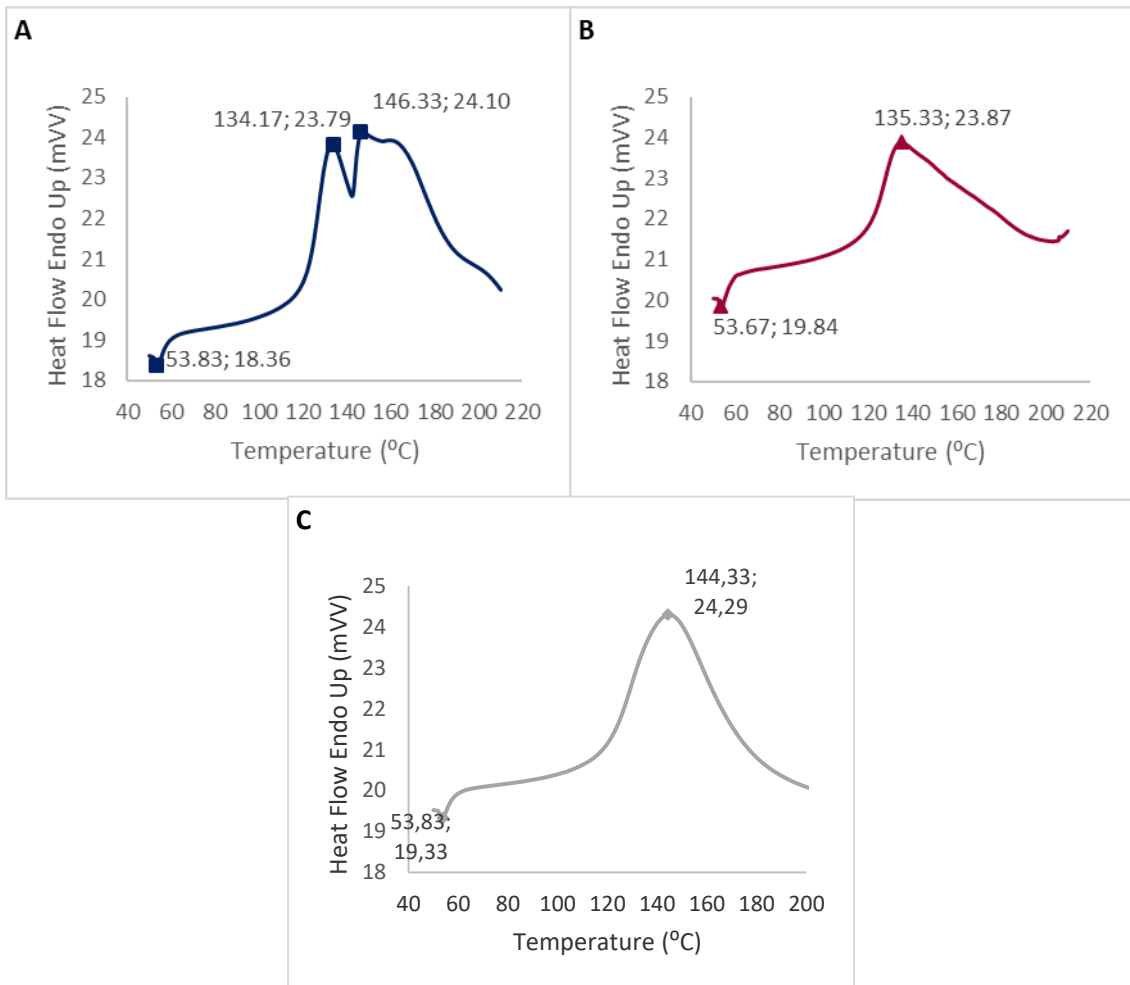 A
Heat Flow Endo Up (mVV)
25
24
23
22
21
20
19
18
134.17; 23.79
146.33; 24.10
53.83; 18.36
40 60 80 100 120 140 160 180 200 220
Temperature (⁰C)
B
Heat Flow Endo Up (mVV)
25
24
23
22
21
20
19
18
135.33; 23.87
53.67; 19.84
40 60 80 100 120 140 160 180 200 220
Temperature (⁰C)
C
Heat Flow Endo Up (mVV)
25
24
23
22
21
20
19
18
144,33;
24,29
53,83;
19,33
40 60 80 100 120 140 160 180 200
Temperature (⁰C)